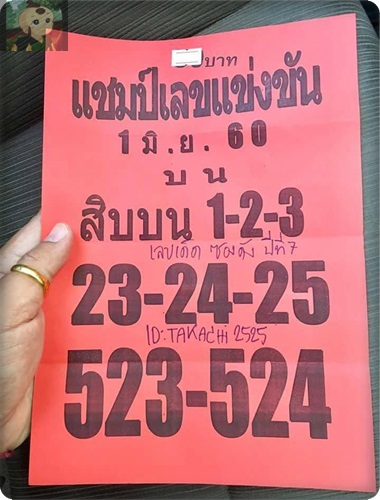 บาท
แชมป์เลขแข่งขัน
1 มิ.ย. 60
บน
สิบบน 1-2-3
เลขเด็ด ซองดัง ปีที่ 7
23-24-25
ID:TAKACHI 2525
523-524